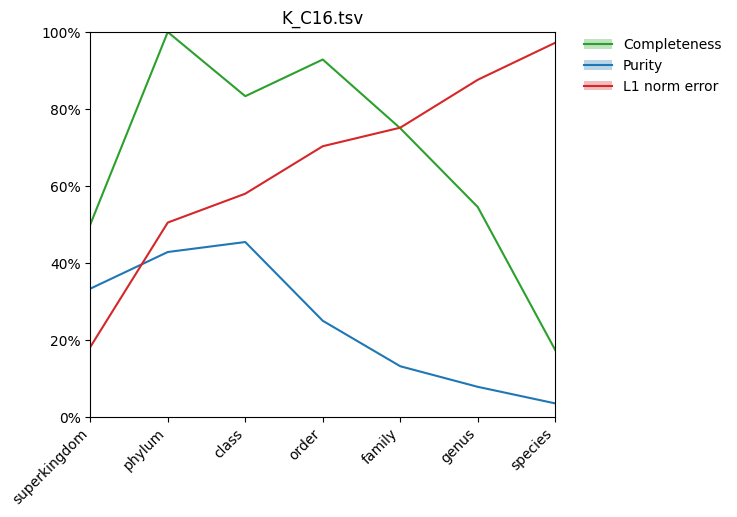 K_C16.tsv
100%
80%
60%
40%
20%
0%
superkingdom
phylum
class
order
family
genus
species
Completeness
Purity
L1 norm error